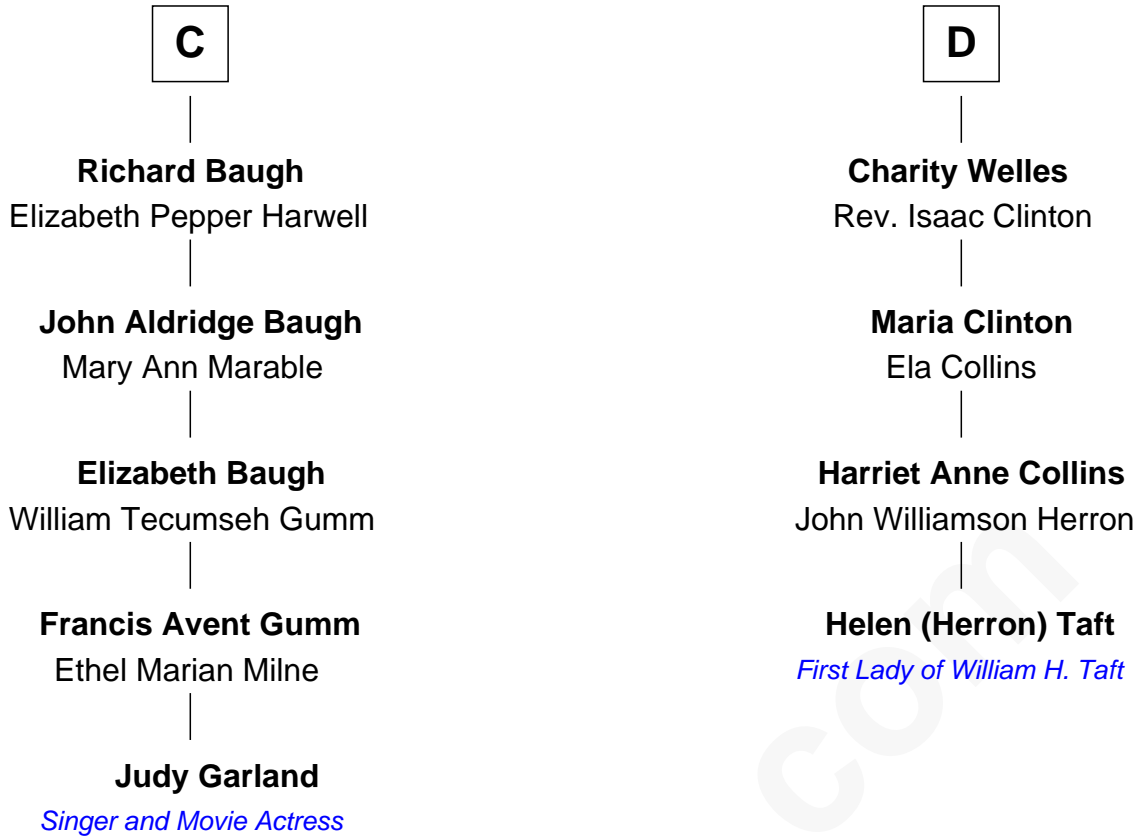 C
Richard Baugh
Elizabeth Pepper Harwell
John Aldridge Baugh
Mary Ann Marable
Elizabeth Baugh
William Tecumseh Gumm
Francis Avent Gumm
Ethel Marian Milne
Judy Garland
Singer and Movie Actress
D
Charity Welles
Rev. Isaac Clinton
Maria Clinton
Ela Collins
Harriet Anne Collins
John Williamson Herron
Helen (Herron) Taft
First Lady of William H. Taft
com